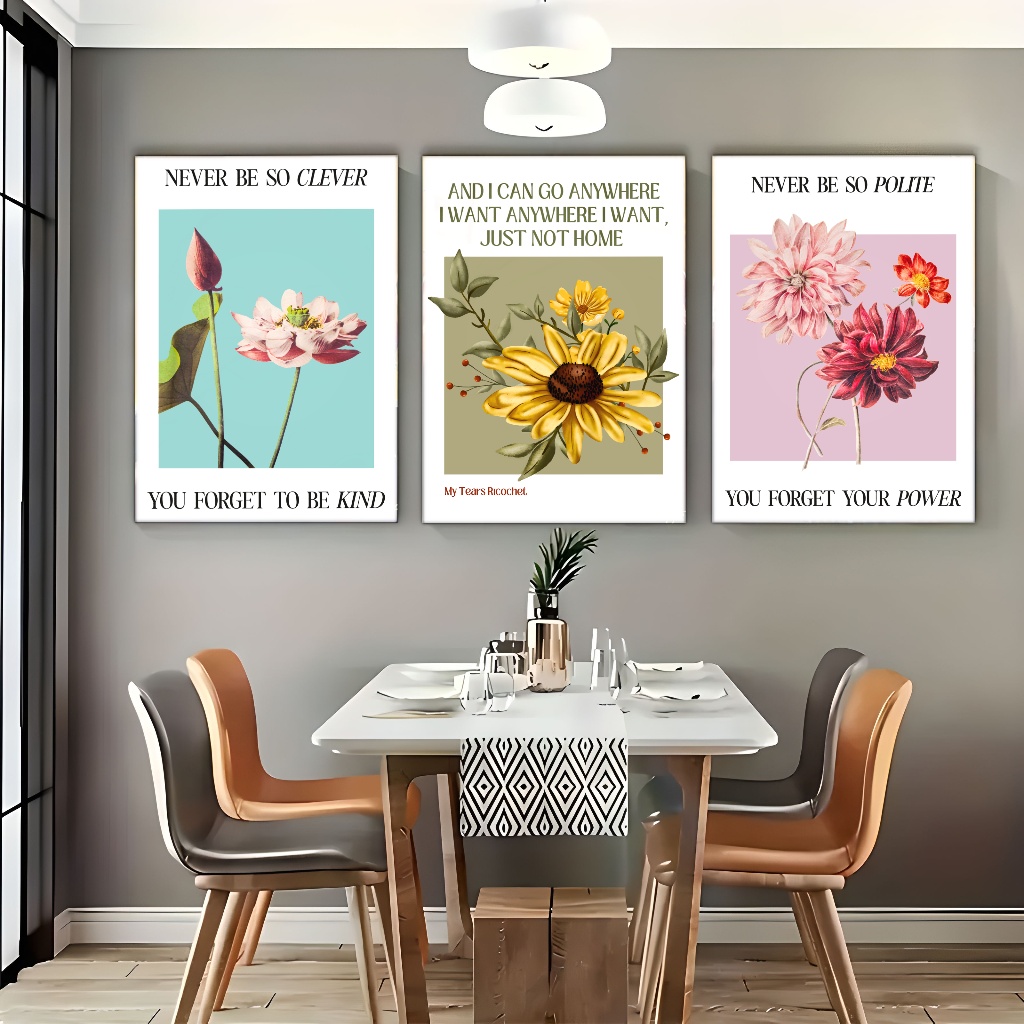 NEVER BE SO CLEVER
YOU FORGET TO BE KIND
AND I CAN GO ANYWHERE
I WANT ANYWHERE I WANT,
JUST NOT HOME
My Tears Ricochet
NEVER BE SO POLITE
YOU FORGET YOUR POWER